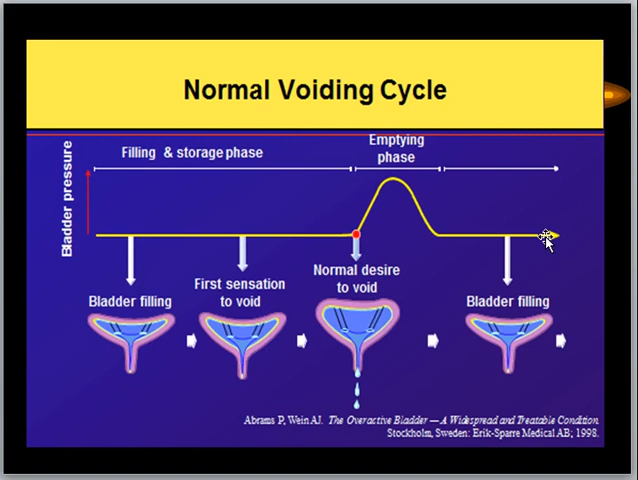 Normal Voiding Cycle
Emptying
phase
Filling & storage phase
Bladder pressure
Bladder filling
First sensation
to void
Normal desire
to void
Bladder filling
Abrams P, Wein AJ. The Overactive Bladder — A Widespread and Treatable Condition
Stockholm, Sweden: Erik-Sparre Medical AB; 1998.